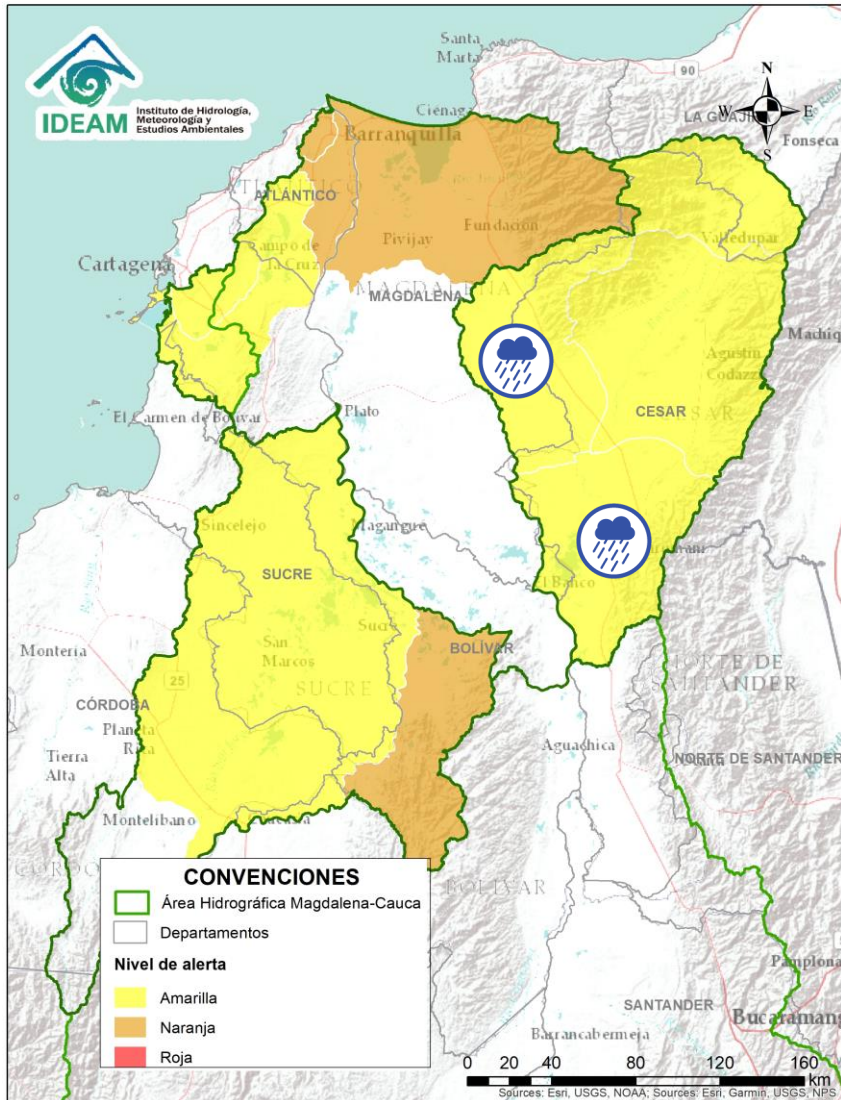 Santa
Marta
90
N
W E
S
IDEAM
Instituto de Hidrología,
Meteorología y
Estudios Ambientales
Ciénaga
LA GUAJIRA
Fonseca
Barranquilla
ATLÁNTICO
ATLÁNTICO
Fundación
Valledupar
Pivijay
Campo de
la Cruz
Cartagena
MAGDALENA
MAGDALENA
Agustín
Codazzi
CESAR
CESAR
El Carmen de Bolívar
Plato
Sincelejo
Magangué
SUCRE
El Banco
Sucre
BOLÍVAR
San
Marcos
Montería
25
SUCRE
NORTE DE
SANTANDER
CÓRDOBA
Planeta
Rica
Aguachica
NORTE DE SANTANDER
Tierra
Alta
Montelibano
BOLÍVAR
CONVENCIONES
Área Hidrográfica Magdalena-Cauca
Departamentos
Nivel de alerta
Amarilla
Naranja
Roja
Pamplona
SANTANDER
Bucaramang
Barrancabermeja
0 20 40 80 120 160
km
Sources: Esri, USGS, NOAA; Sources: Esri, Garmin, USGS, NPS